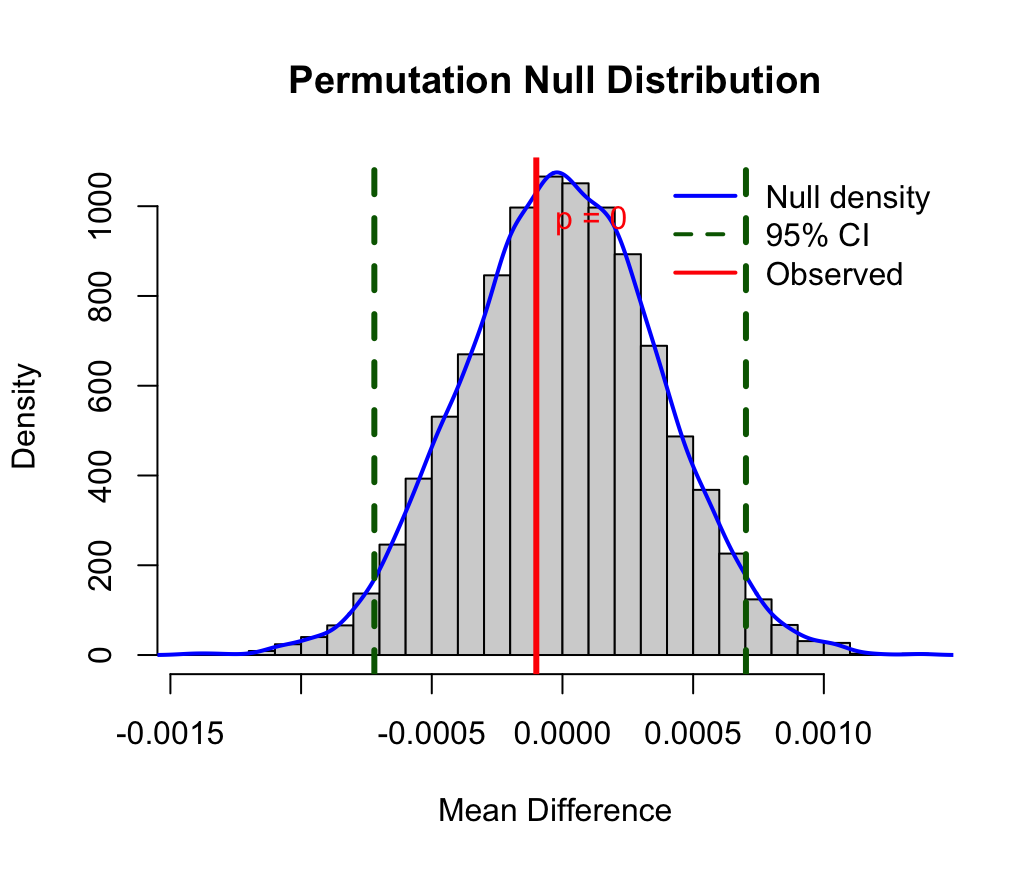 Permutation Null Distribution
Null density
95% CI
Observed
p = 0
Density
1000
800
600
400
200
0
-0.0015
-0.0005
0.0000
0.0005
0.0010
Mean Difference